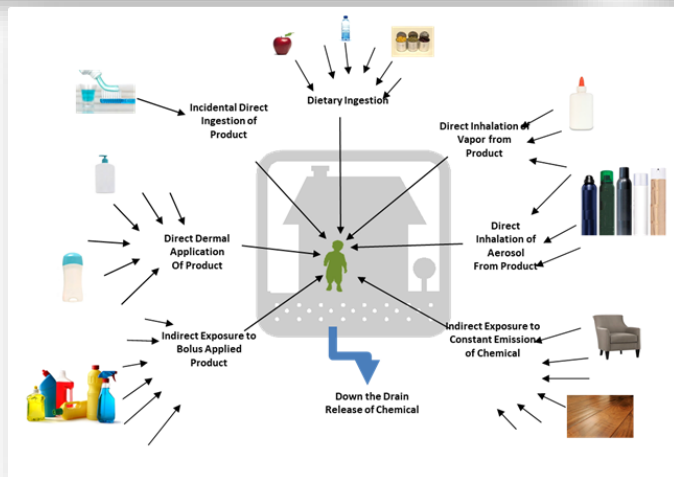 Dietary Ingestion
Incidental Direct
Ingestion of
Product
Direct Inhalation of
Vapor from
Product
Direct Dermal
Application
Of Product
Direct
Inhalation of
Aerosol
From Product
Indirect Exposure to
Bolus Applied
Product
Indirect Exposure to
Constant Emission
of Chemical
Down the Drain
Release of Chemical